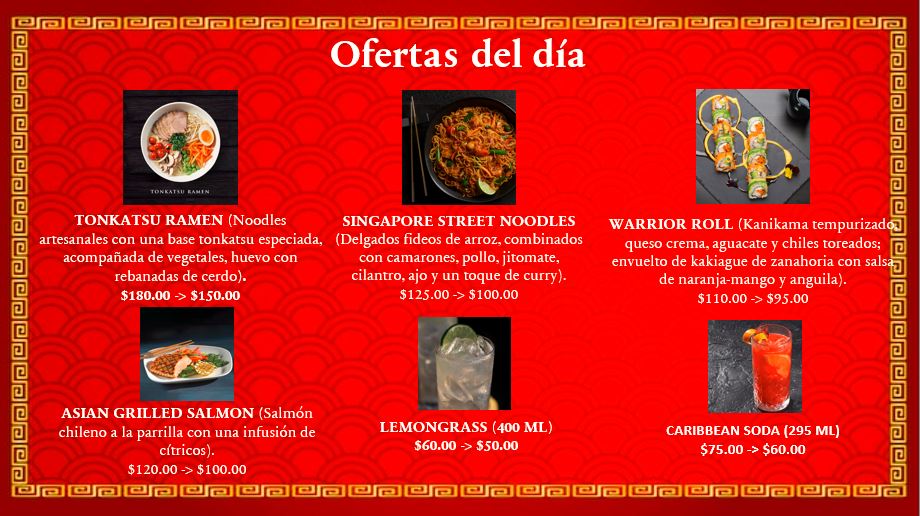 Ofertas del día
TONKATSU RAMEN
TONKATSU RAMEN (Noodles
artesanales con una base tonkatsu especiada,
acompañada de vegetales, huevo con
rebanadas de cerdo).
$180.00 -> $150.00
SINGAPORE STREET NOODLES
(Delgados fideos de arroz, combinados
con camarones, pollo, jitomate,
cilantro, ajo y un toque de curry).
$125.00 -> $100.00
WARRIOR ROLL (Kanikama tempurizado,
queso crema, aguacate y chiles toreados;
envuelto de kakiague de zanahoria con salsa
de naranja-mango y anguila).
$110.00 -> $95.00
ASIAN GRILLED SALMON (Salmón
chileno a la parrilla con una infusión de
cítricos).
$120.00 -> $100.00
LEMONGRASS (400 ML)
$60.00 -> $50.00
CARIBBEAN SODA (295 ML)
$75.00 -> $60.00